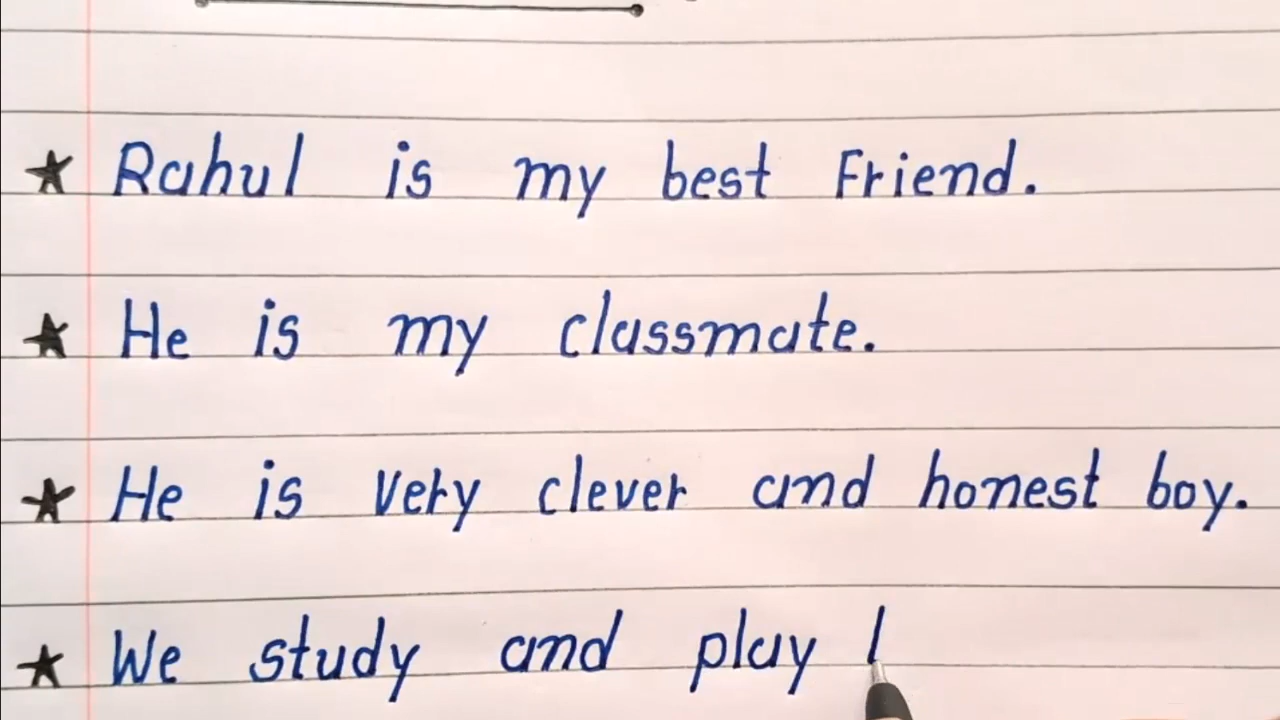 ★ Rahul is my best Friend.
★ He is my classmate.
★ He is very clever and honest boy.
★ We study and play